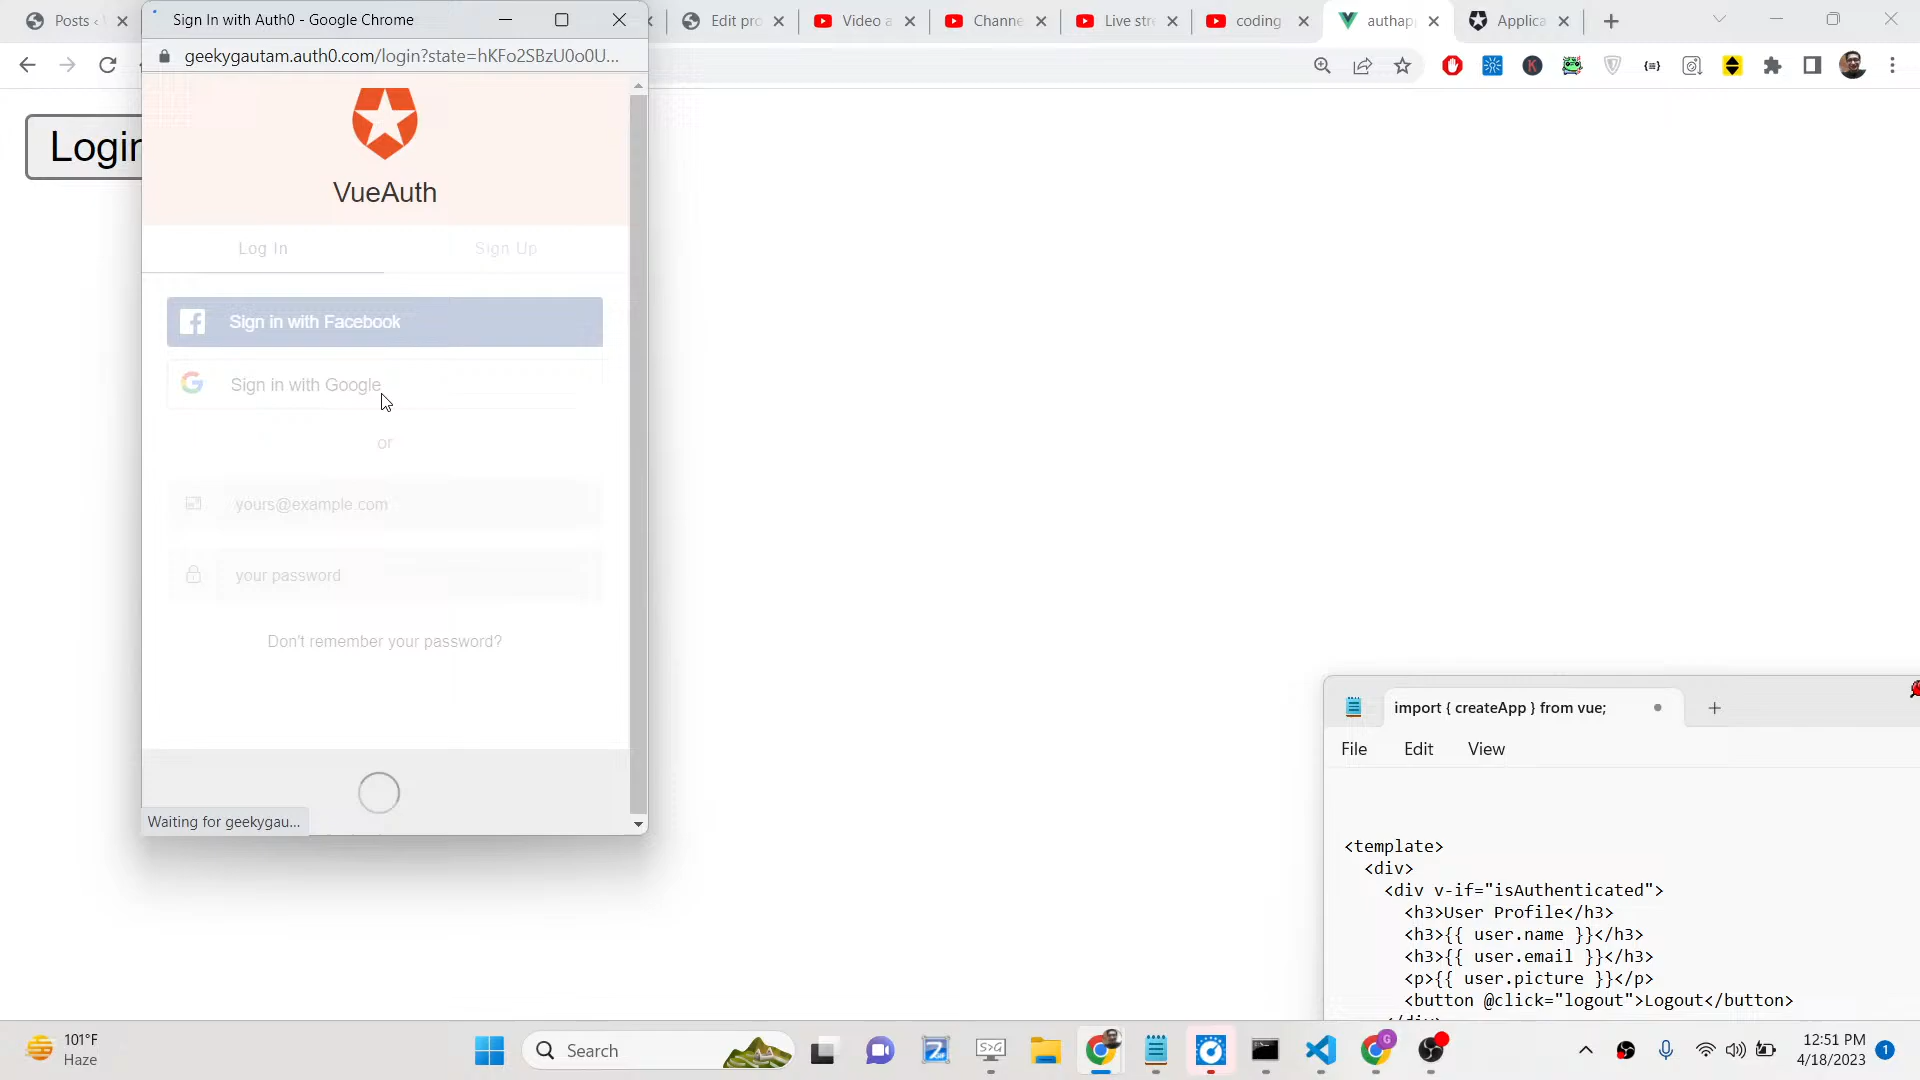 Sign In with Auth0 - Google Chrome
Posts ‹
Edit pro
Video a
Channe
Live str
coding
authap
Applica
geekygautam.auth0.com/login?state=hKFo2SBzU0o0U...
Login
VueAuth
Log In
Sign Up
Sign in with Facebook
Sign in with Google
or
yours@example.com
your password
Don't remember your password?
Waiting for geekygau...
import { createApp } from vue;
File
Edit
View
<template>
<div>
<div v-if="isAuthenticated">
<h3>User Profile</h3>
<h3>{{ user.name }}</h3>
<h3>{{ user.email }}</h3>
<p>{{ user.picture }}</p>
<button @click="logout">Logout</button>
101°F
Haze
Search
12:51 PM
4/18/2023
1